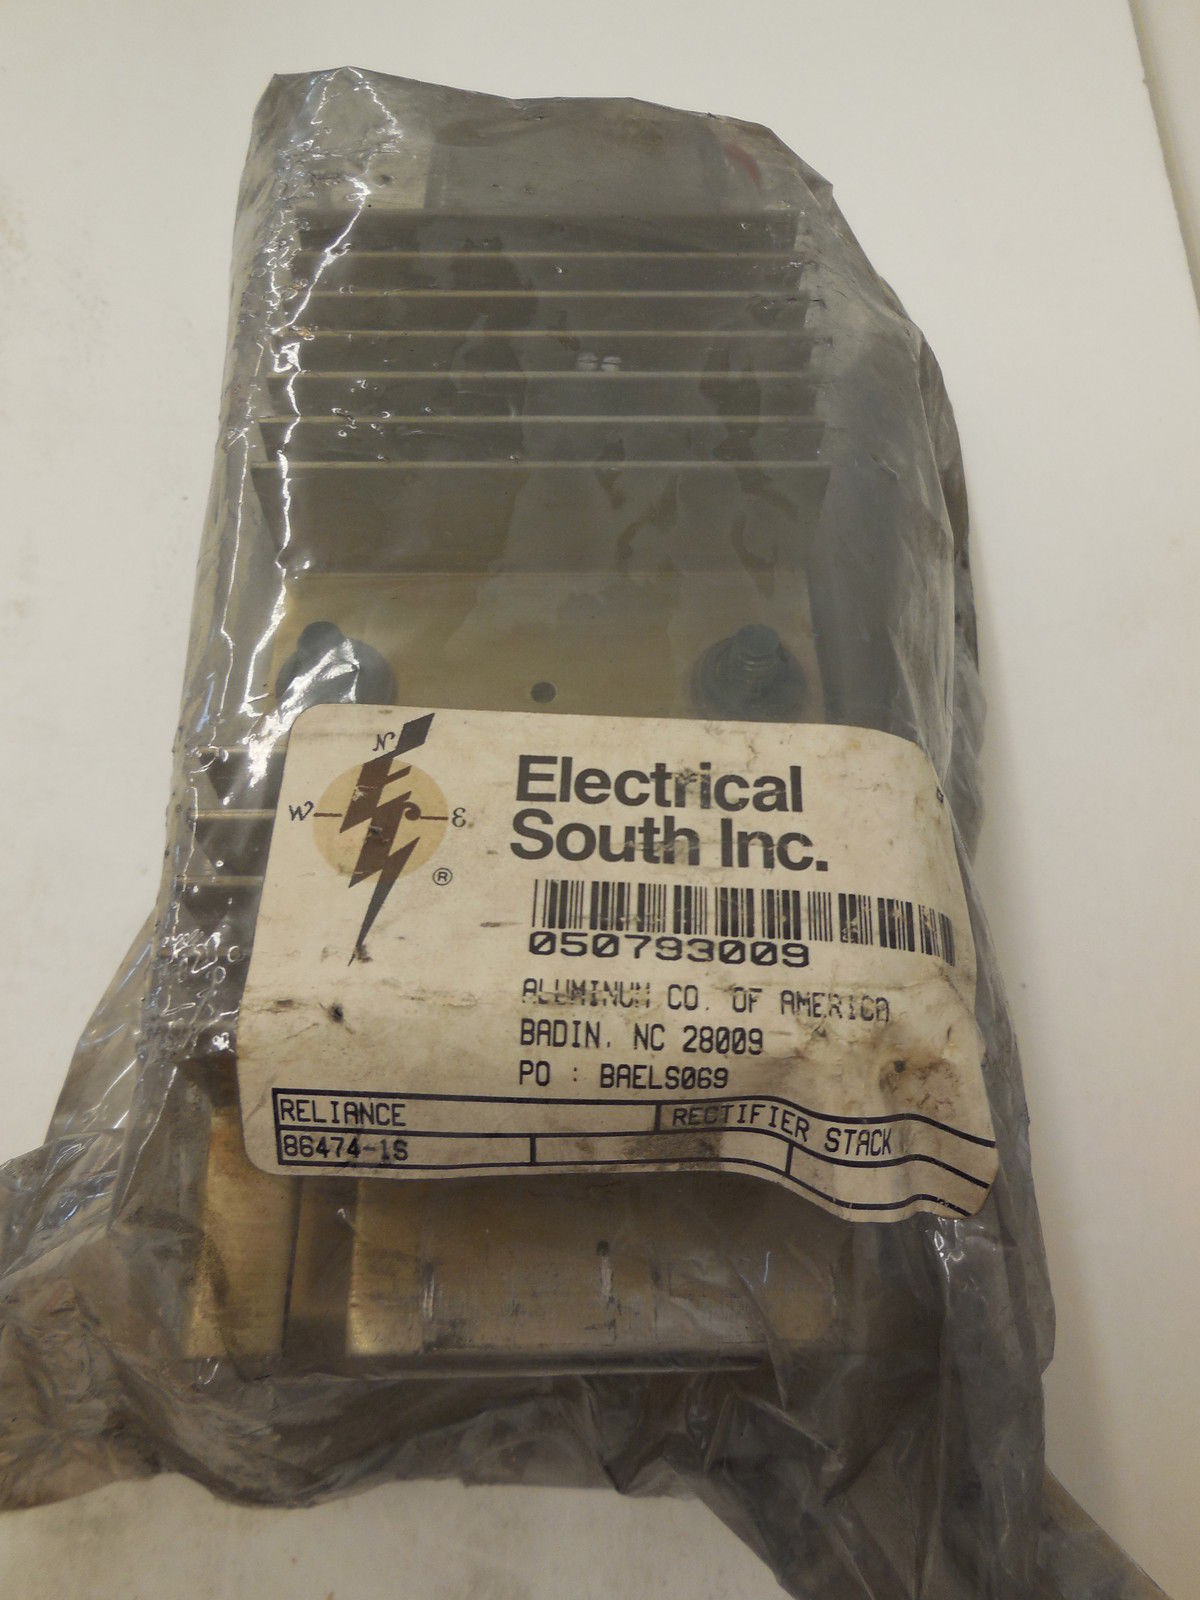 N
W E
®
Electrical
South Inc.
050793009
ALUMINUM CO. OF AMERICA
BADIN, NC 28009
PO : BAELS069
RELIANCE RECTIFIER STACK
86474-1S